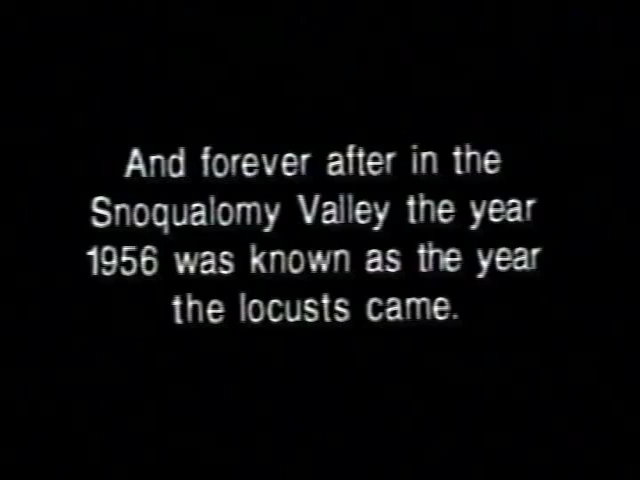 And forever after in the
Snoqualomy Valley the year
1956 was known as the year
the locusts came.